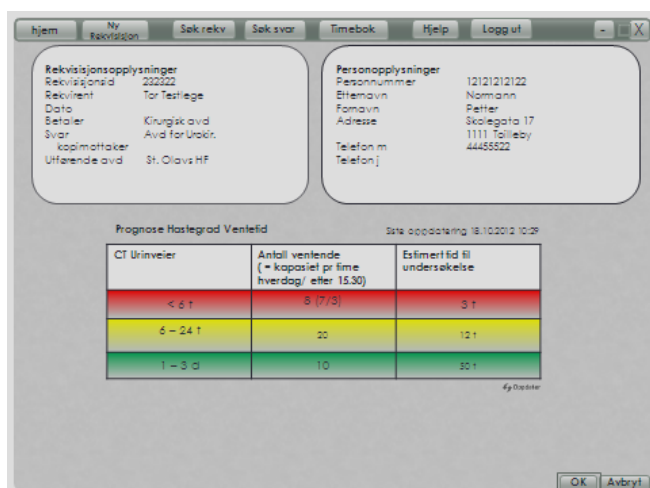 hjem
Ny
Rekvisisjon
Søk rekv
Søk svar
Timebok
Hjelp
Logg ut
- X
Rekvisisjonsopplysninger
Rekvisisjonsid 232322
Rekvirent Tor Testlege
Dato
Betaler Kirurgisk avd
Svar Avd for Urokir.
kopimottaker
Utførende avd St. Olavs HF
Personopplysninger
Personnummer 12121212122
Etternavn Normann
Fornavn Petter
Adresse Skolegata 17
1111 Toilleby
Telefon m 44455522
Telefon j
Prognose Hastegrad Ventetid
Siste oppdatering 18.10.2012 10:29
CT Urinveier
Antall ventende
( = kapasiet pr time
hverdag/ etter 15.30)
Estimert tid til
undersøkelse
< 6 t 8 (7/3) 3 t
6 – 24 t 20 12 t
1 – 3 d 10 30 t
Oppdater
OK Avbryt